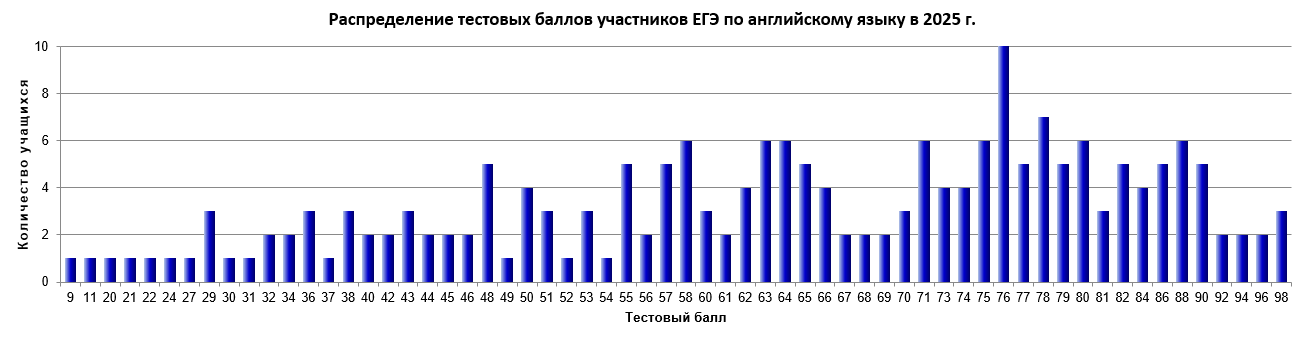 Распределение тестовых баллов участников ЕГЭ по английскому языку в 2025 г.
10
8
6
4
2
0
Количество учащихся
9 11 20 21 22 24 27 29 30 31 32 34 36 37 38 40 42 43 44 45 46 48 49 50 51 52 53 54 55 56 57 58 60 61 62 63 64 65 66 67 68 69 70 71 73 74 75 76 77 78 79 80 81 82 84 86 88 90 92 94 96 98
Тестовый балл